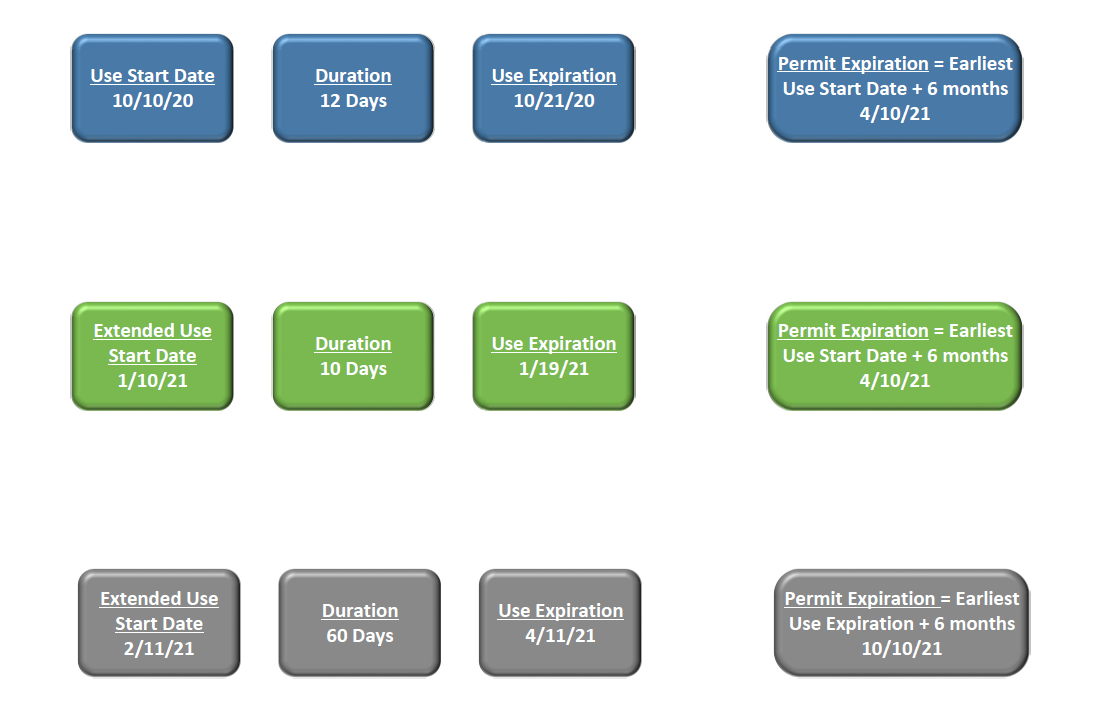 Use Start Date
10/10/20
Duration
12 Days
Use Expiration
10/21/20
Permit Expiration = Earliest
Use Start Date + 6 months
4/10/21
Extended Use
Start Date
1/10/21
Duration
10 Days
Use Expiration
1/19/21
Permit Expiration = Earliest
Use Start Date + 6 months
4/10/21
Extended Use
Start Date
2/11/21
Duration
60 Days
Use Expiration
4/11/21
Permit Expiration = Earliest
Use Expiration + 6 months
10/10/21